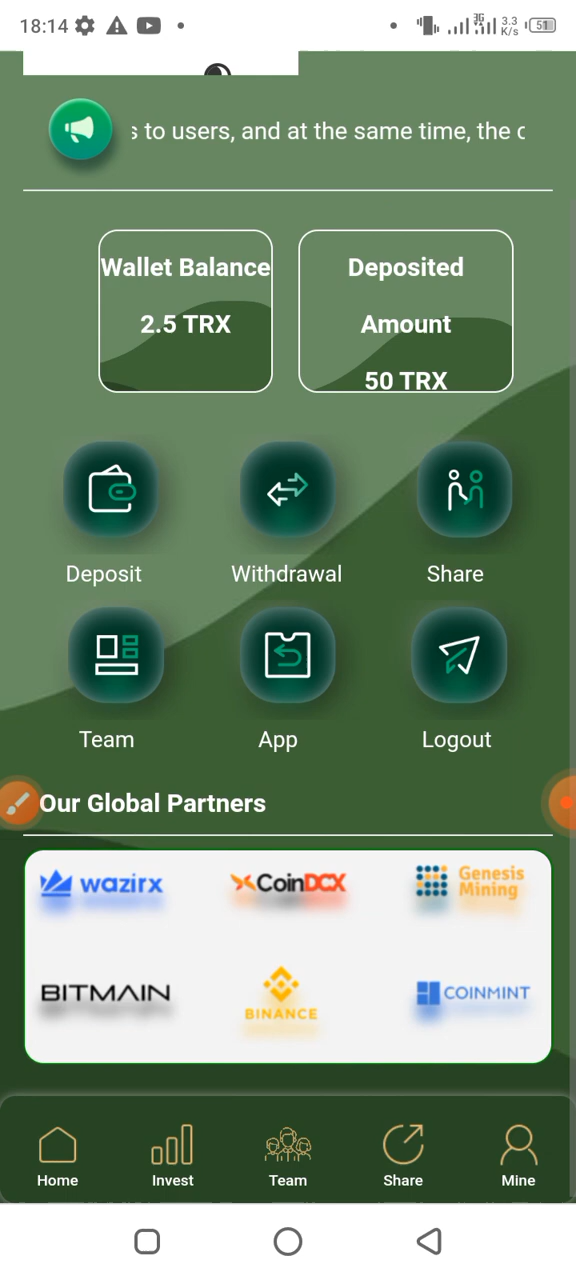 18:14
3G
3.3
K/s
51
s to users, and at the same time, the
Wallet Balance
2.5 TRX
Deposited
Amount
50 TRX
Deposit
Withdrawal
Share
Team
App
Logout
Our Global Partners
wazirx
CoinDCX
Genesis
Mining
BITMAIN
BINANCE
COINMINT
Home
Invest
Team
Share
Mine